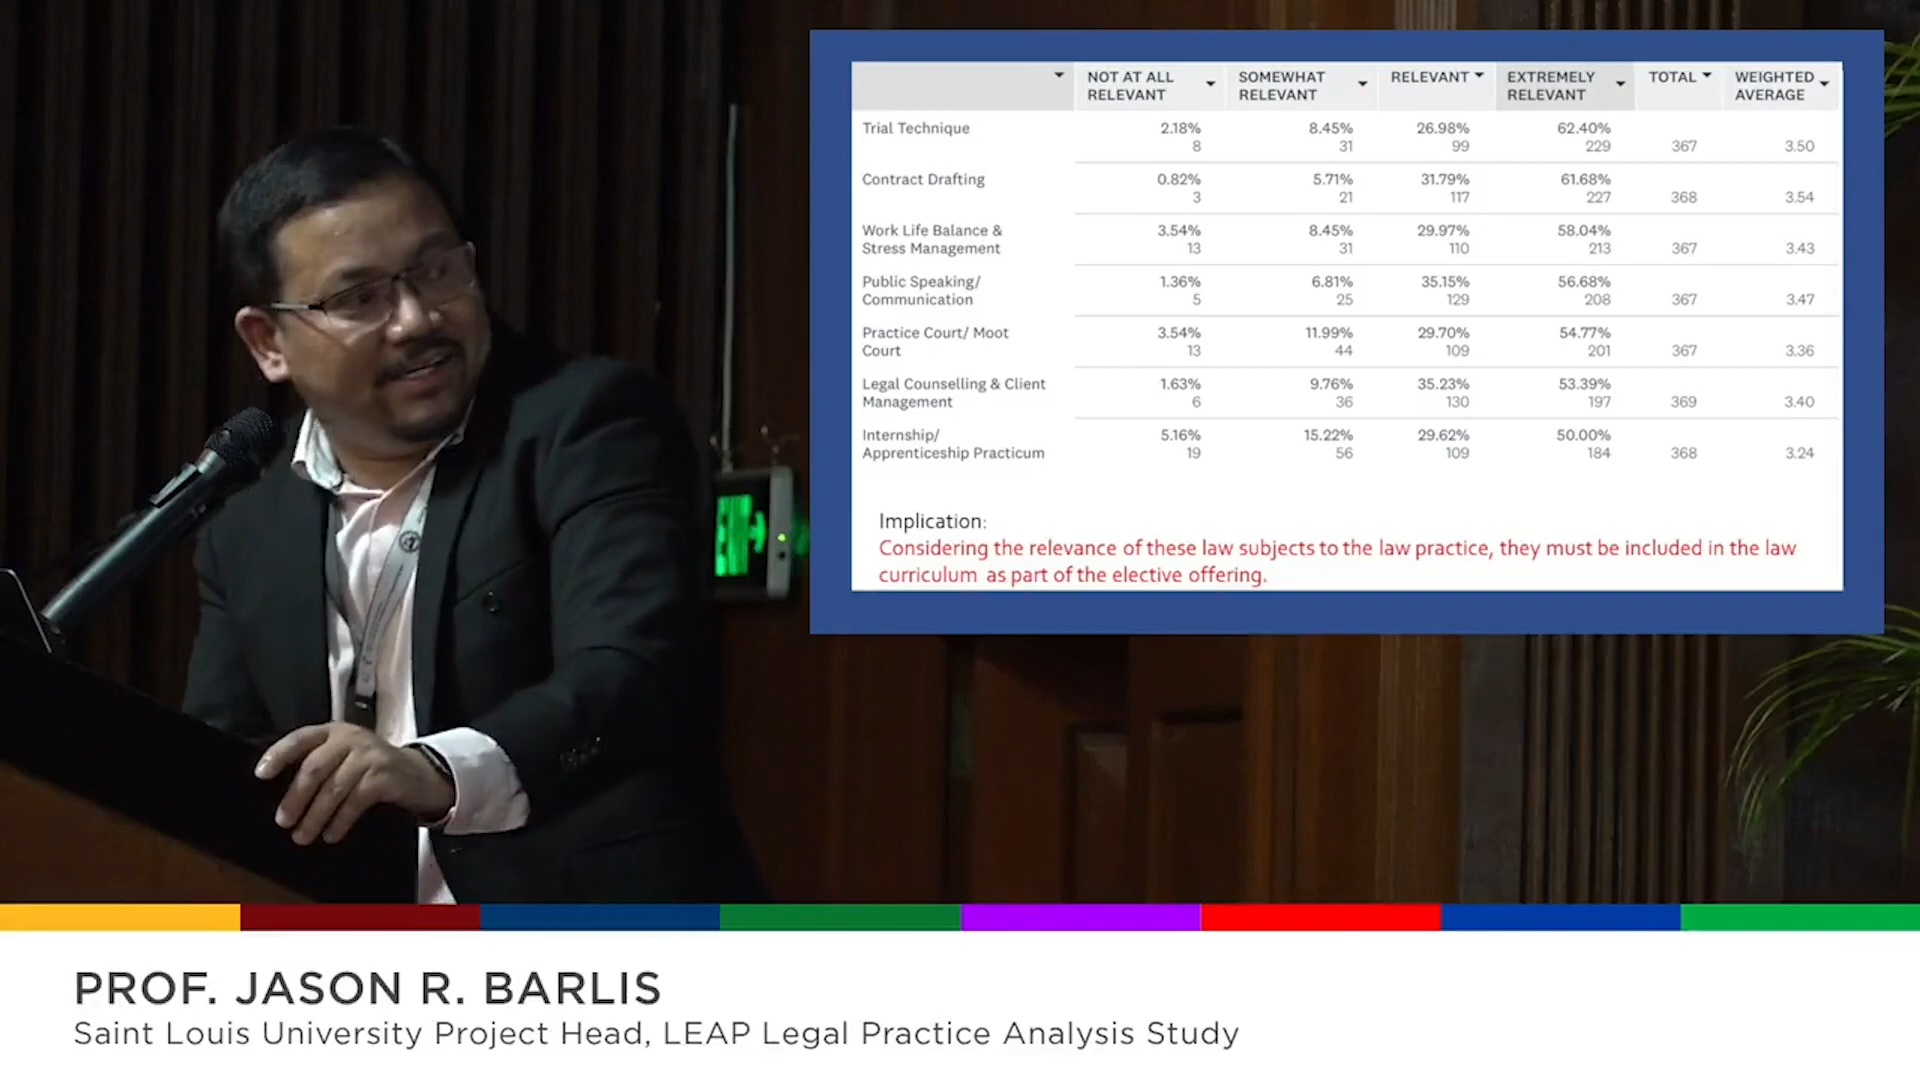 NOT AT ALL RELEVANT SOMEWHAT RELEVANT RELEVANT EXTREMELY RELEVANT TOTAL WEIGHTED AVERAGE
Trial Technique 2.18% 8.45% 26.98% 62.40%
8 31 99 229 367 3.50
Contract Drafting 0.82% 5.71% 31.79% 61.68%
3 21 117 227 368 3.54
Work Life Balance & 3.54% 8.45% 29.97% 58.04%
Stress Management 13 31 110 213 367 3.43
Public Speaking/ 1.36% 6.81% 35.15% 56.68%
Communication 5 25 129 208 367 3.47
Practice Court/ Moot 3.54% 11.99% 29.70% 54.77%
Court 13 44 109 201 367 3.36
Legal Counselling & Client 1.63% 9.76% 35.23% 53.39%
Management 6 36 130 197 369 3.40
Internship/ 5.16% 15.22% 29.62% 50.00%
Apprenticeship Practicum 19 56 109 184 368 3.24
Implication:
Considering the relevance of these law subjects to the law practice, they must be included in the law
curriculum as part of the elective offering.
PROF. JASON R. BARLIS
Saint Louis University Project Head, LEAP Legal Practice Analysis Study